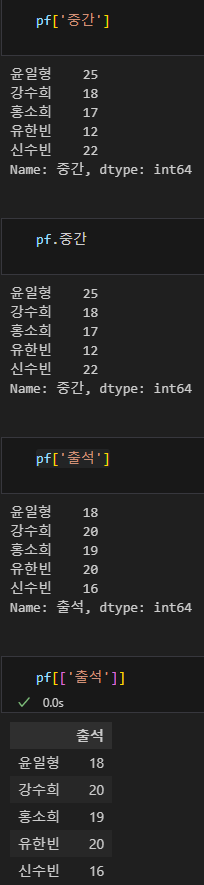 pf['중간']
윤일형 25
강수희 18
홍소희 17
유한빈 12
신수빈 22
Name: 중간, dtype: int64
pf.중간
윤일형 25
강수희 18
홍소희 17
유한빈 12
신수빈 22
Name: 중간, dtype: int64
pf['출석']
윤일형 18
강수희 20
홍소희 19
유한빈 20
신수빈 16
Name: 출석, dtype: int64
pf[['출석']]
✓ 0.0s
출석
윤일형 18
강수희 20
홍소희 19
유한빈 20
신수빈 16